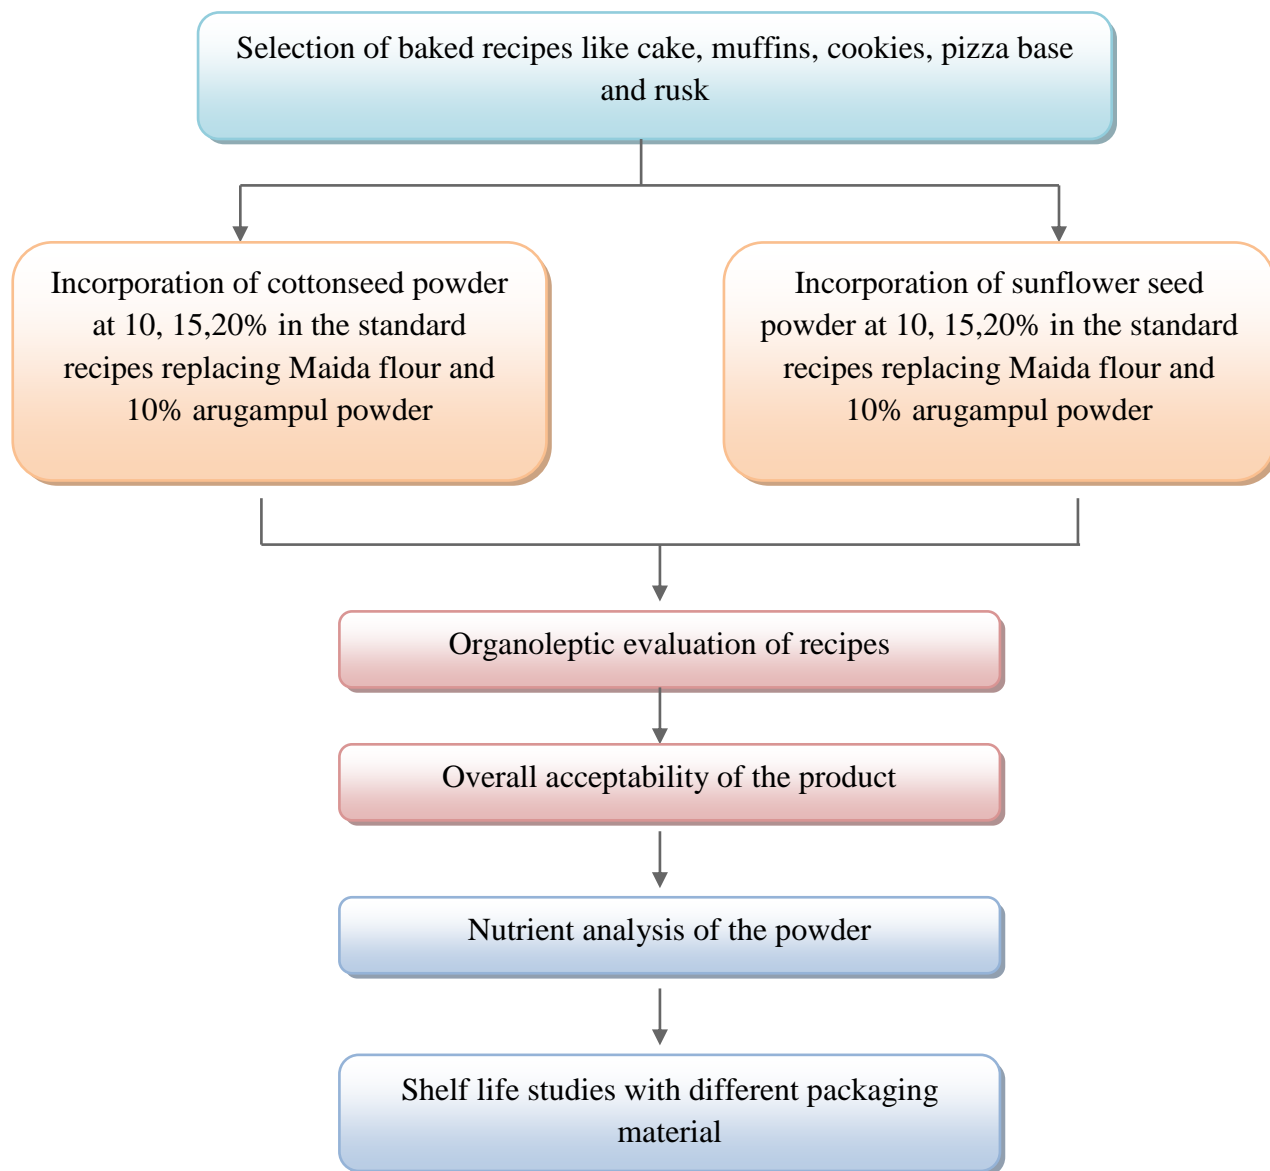 Selection of baked recipes like cake, muffins, cookies, pizza base
and rusk
Incorporation of cottonseed powder
at 10, 15,20% in the standard
recipes replacing Maida flour and
10% arugampul powder
Incorporation of sunflower seed
powder at 10, 15,20% in the standard
recipes replacing Maida flour and
10% arugampul powder
Organoleptic evaluation of recipes
Overall acceptability of the product
Nutrient analysis of the powder
Shelf life studies with different packaging
material